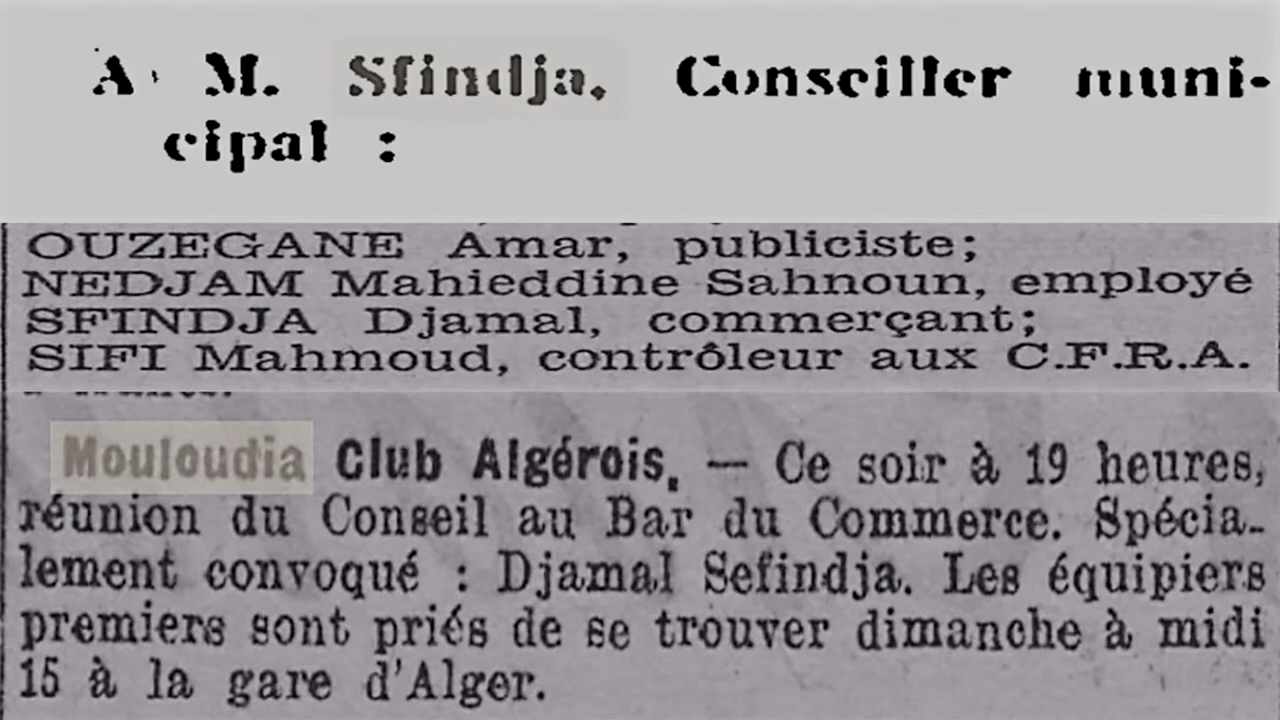 A M. Sfindja, Conseiller muni-
cipal :
OUZEGANE Amar, publiciste;
NEDJAM Mahieddine Sahnoun, employé
SFINDJA Djamal, commerçant;
SIFI Mahmoud, contrôleur aux C.F.R.A.
Mouloudia Club Algérois. — Ce soir à 19 heures,
réunion du Conseil au Bar du Commerce. Spécia-
lement convoqué : Djamal Sefindja. Les équipiers
premiers sont priés de se trouver dimanche à midi
15 à la gare d'Alger.